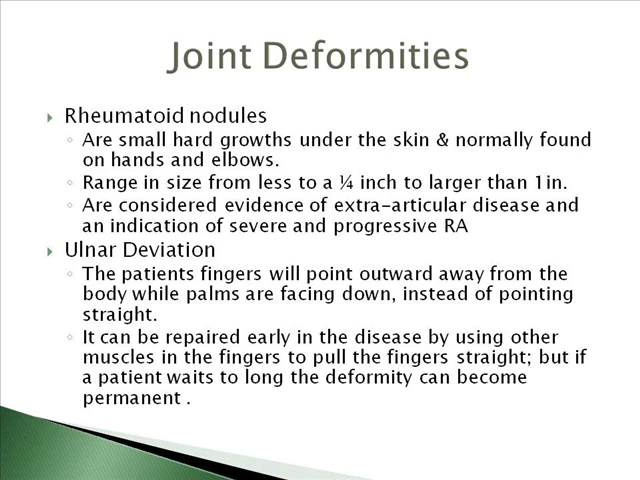 Joint Deformities
Rheumatoid nodules
Are small hard growths under the skin & normally found
on hands and elbows.
Range in size from less to a ¼ inch to larger than 1in.
Are considered evidence of extra-articular disease and
an indication of severe and progressive RA
Ulnar Deviation
The patients fingers will point outward away from the
body while palms are facing down, instead of pointing
straight.
It can be repaired early in the disease by using other
muscles in the fingers to pull the fingers straight; but if
a patient waits to long the deformity can become
permanent .